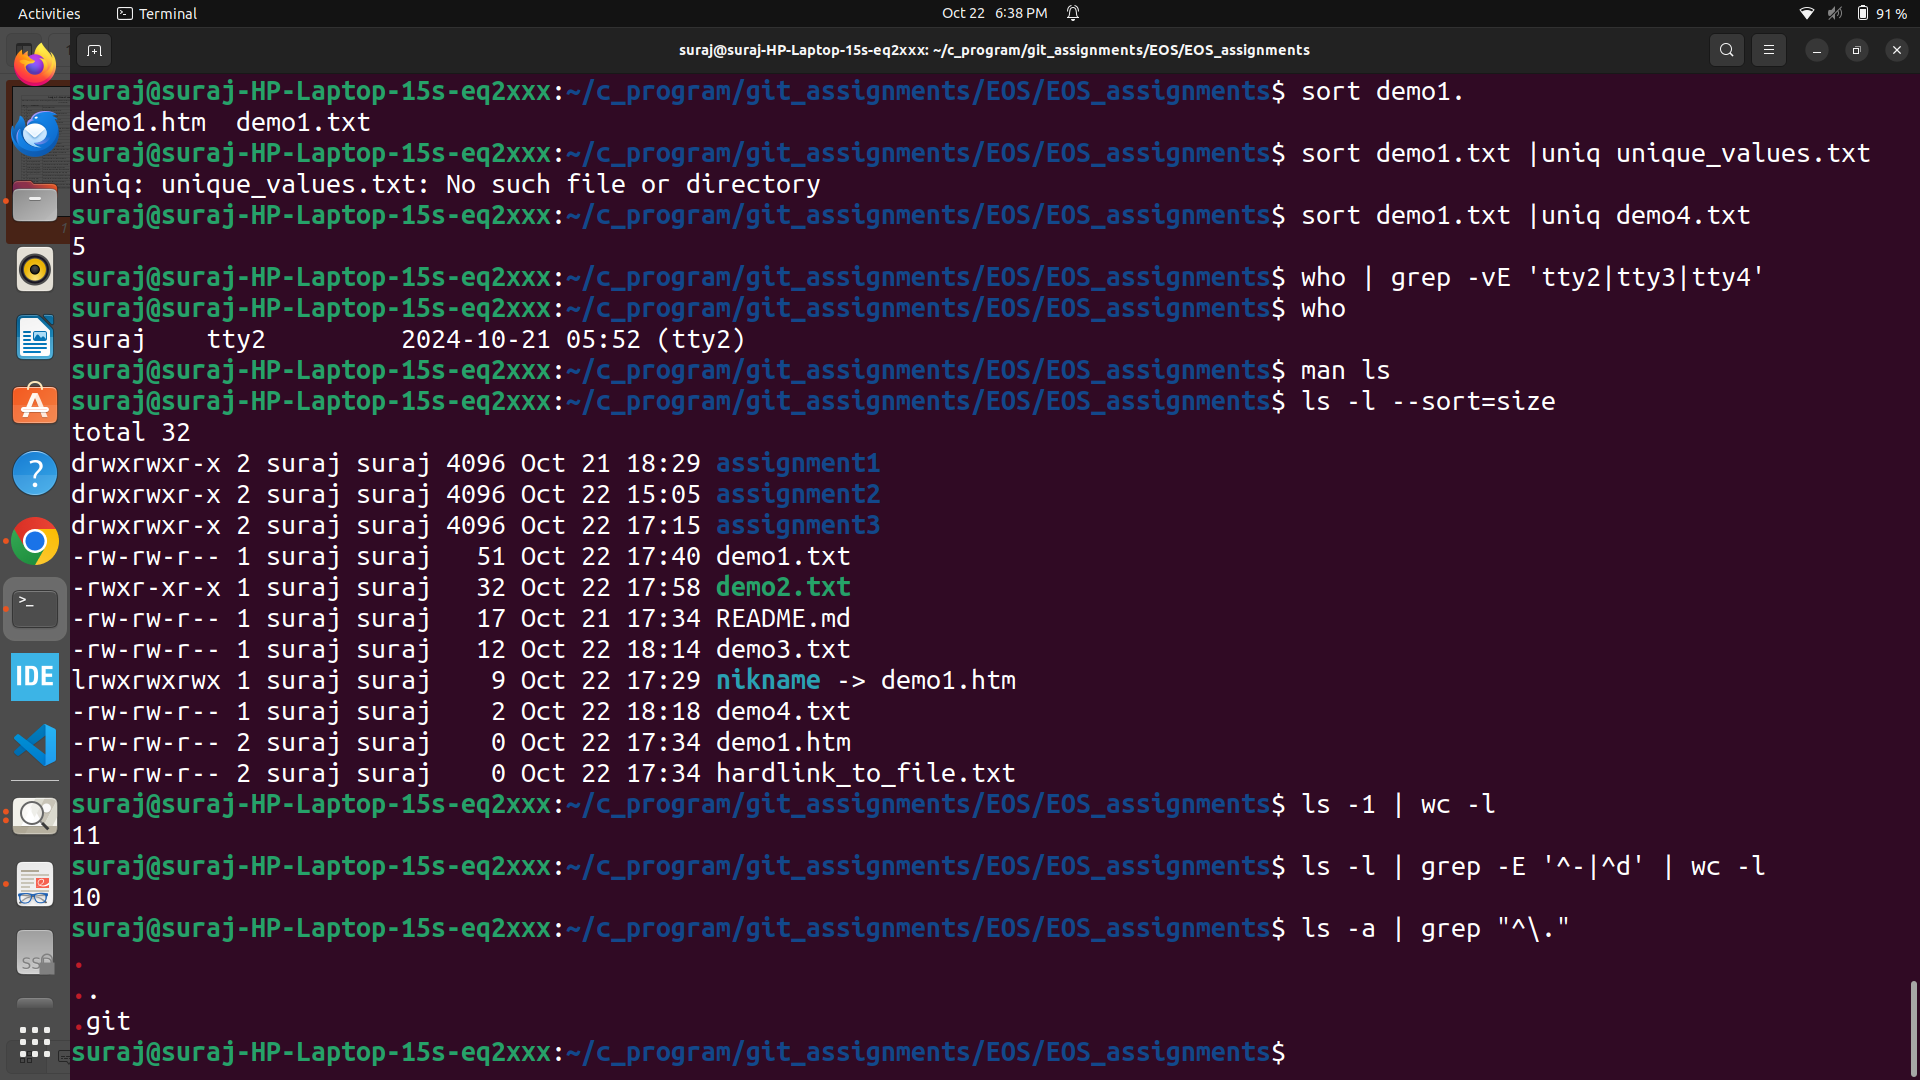 Activities Terminal Oct 22 6:38 PM 91 %
suraj@suraj-HP-Laptop-15s-eq2xxx: ~/c_program/git_assignments/EOS/EOS_assignments
suraj@suraj-HP-Laptop-15s-eq2xxx:~/c_program/git_assignments/EOS/EOS_assignments$ sort demo1.
demo1.htm  demo1.txt
suraj@suraj-HP-Laptop-15s-eq2xxx:~/c_program/git_assignments/EOS/EOS_assignments$ sort demo1.txt |uniq unique_values.txt
uniq: unique_values.txt: No such file or directory
suraj@suraj-HP-Laptop-15s-eq2xxx:~/c_program/git_assignments/EOS/EOS_assignments$ sort demo1.txt |uniq demo4.txt
5
suraj@suraj-HP-Laptop-15s-eq2xxx:~/c_program/git_assignments/EOS/EOS_assignments$ who | grep -vE 'tty2|tty3|tty4'
suraj@suraj-HP-Laptop-15s-eq2xxx:~/c_program/git_assignments/EOS/EOS_assignments$ who
suraj    tty2         2024-10-21 05:52 (tty2)
suraj@suraj-HP-Laptop-15s-eq2xxx:~/c_program/git_assignments/EOS/EOS_assignments$ man ls
suraj@suraj-HP-Laptop-15s-eq2xxx:~/c_program/git_assignments/EOS/EOS_assignments$ ls -l --sort=size
total 32
drwxrwxr-x 2 suraj suraj 4096 Oct 21 18:29 assignment1
drwxrwxr-x 2 suraj suraj 4096 Oct 22 15:05 assignment2
drwxrwxr-x 2 suraj suraj 4096 Oct 22 17:15 assignment3
-rw-rw-r-- 1 suraj suraj   51 Oct 22 17:40 demo1.txt
-rwxr-xr-x 1 suraj suraj   32 Oct 22 17:58 demo2.txt
-rw-rw-r-- 1 suraj suraj   17 Oct 21 17:34 README.md
-rw-rw-r-- 1 suraj suraj   12 Oct 22 18:14 demo3.txt
lrwxrwxrwx 1 suraj suraj    9 Oct 22 17:29 nikname -> demo1.htm
-rw-rw-r-- 1 suraj suraj    2 Oct 22 18:18 demo4.txt
-rw-rw-r-- 2 suraj suraj    0 Oct 22 17:34 demo1.htm
-rw-rw-r-- 2 suraj suraj    0 Oct 22 17:34 hardlink_to_file.txt
suraj@suraj-HP-Laptop-15s-eq2xxx:~/c_program/git_assignments/EOS/EOS_assignments$ ls -1 | wc -l
11
suraj@suraj-HP-Laptop-15s-eq2xxx:~/c_program/git_assignments/EOS/EOS_assignments$ ls -l | grep -E '^-|^d' | wc -l
10
suraj@suraj-HP-Laptop-15s-eq2xxx:~/c_program/git_assignments/EOS/EOS_assignments$ ls -a | grep "^\."
.
..
.git
suraj@suraj-HP-Laptop-15s-eq2xxx:~/c_program/git_assignments/EOS/EOS_assignments$
IDE